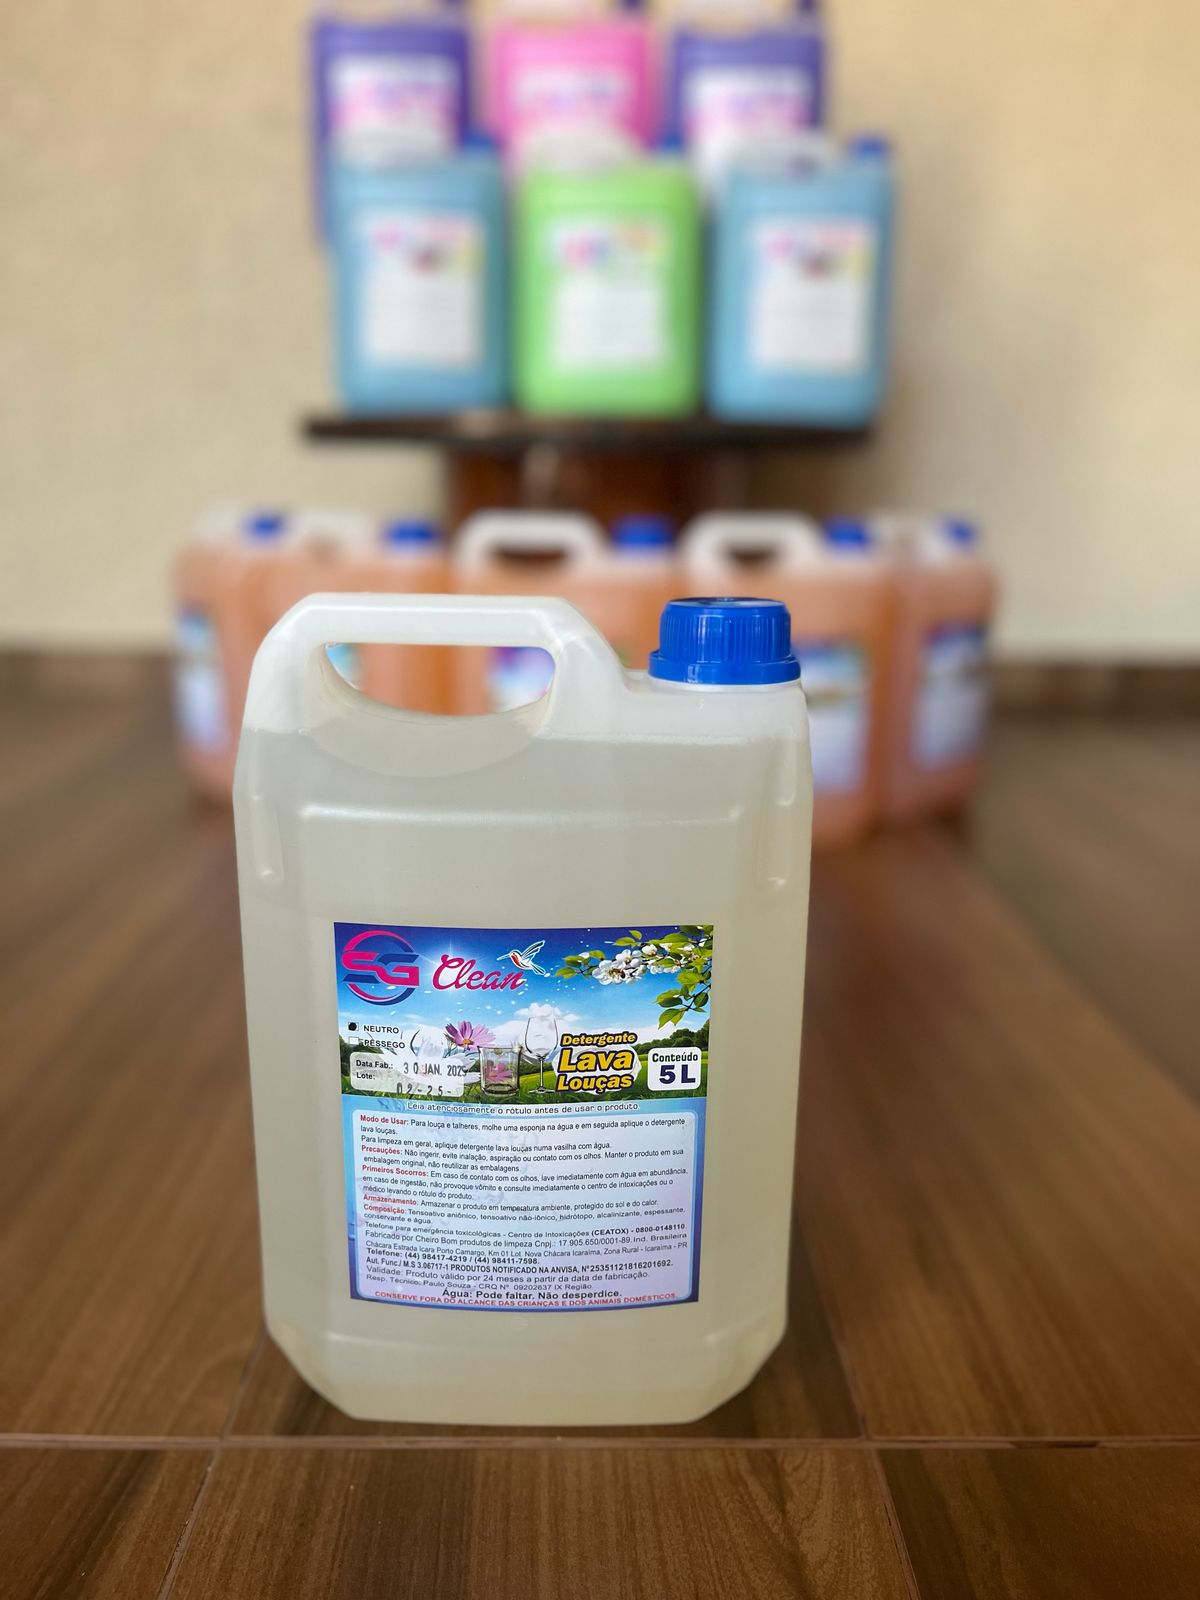 SG Clean
NEUTRO
PÊSSEGO
Data Fab.: 30 JAN. 2025
Lote: 02-25-
Detergente
Lava
Louças
Conteúdo
5 L
Leia atenciosamente o rótulo antes de usar o produto
Modo de Usar: Para louça e talheres, molhe uma esponja na água e em seguida aplique o detergente
lava louças.
Para limpeza em geral, aplique detergente lava louças numa vasilha com água.
Precauções: Não ingerir, evite inalação, aspiração ou contato com os olhos. Manter o produto em sua
embalagem original, não reutilizar as embalagens.
Primeiros Socorros: Em caso de contato com os olhos, lave imediatamente com água em abundância,
em caso de ingestão, não provoque vômito e consulte imediatamente o centro de intoxicações ou o
médico levando o rótulo do produto.
Armazenamento: Armazenar o produto em temperatura ambiente, protegido do sol e do calor.
Composição: Tensoativo aniônico, tensoativo não-iônico, hidrótopo, alcalinizante, espessante,
conservante e água.
Telefone para emergência toxicológicas - Centro de Intoxicações (CEATOX) - 0800-0148110.
Fabricado por Cheiro Bom produtos de limpeza Cnpj.: 17.905.650/0001-89. Ind. Brasileira
Chácara Estrada Icara Porto Camargo, Km 01 Lot. Nova Chácara Icaraíma, Zona Rural - Icaraíma - PR
Telefone: (44) 98417-4219 / (44) 98411-7598.
Aut. Func./ M.S 3.06717-1 PRODUTOS NOTIFICADO NA ANVISA, N°25351121816201692.
Validade: Produto válido por 24 meses a partir da data de fabricação.
Resp. Técnico: Paulo Souza - CRQ N° 09202637 IX Região
Água: Pode faltar. Não desperdice.
CONSERVE FORA DO ALCANCE DAS CRIANÇAS E DOS ANIMAIS DOMÉSTICOS.